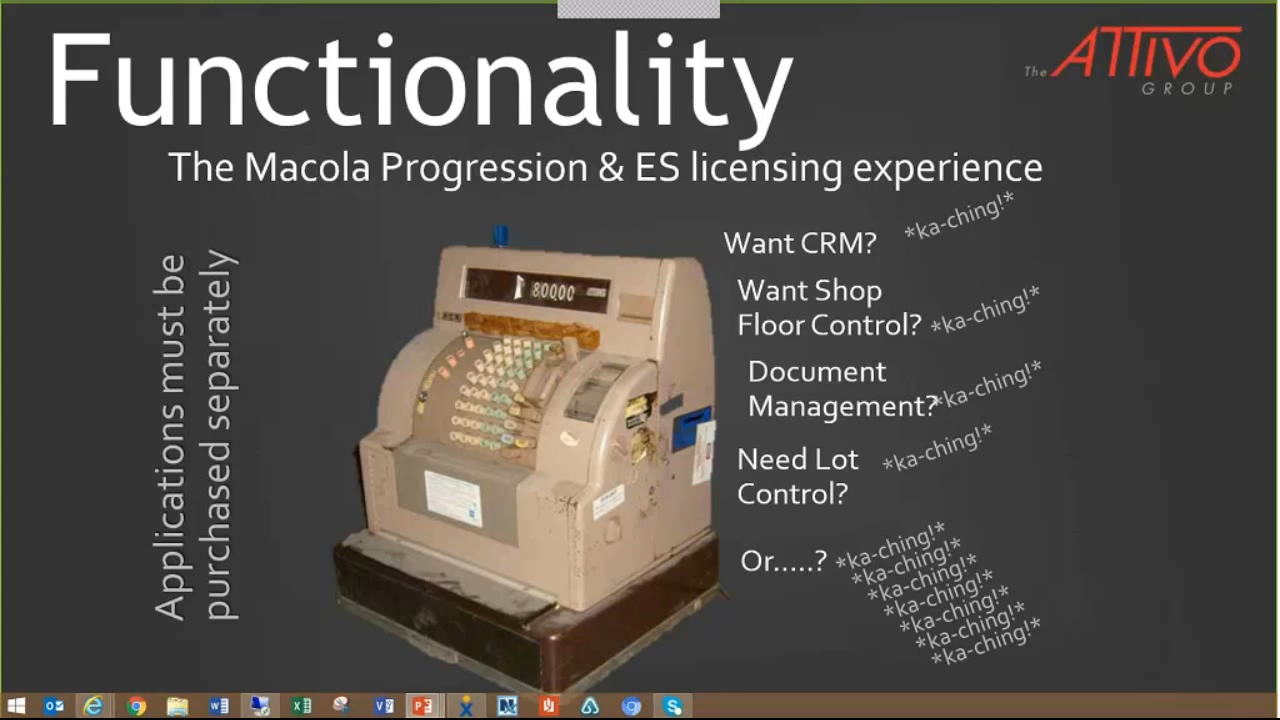 Functionality
The ATTIVO
GROUP
The Macola Progression & ES licensing experience
Applications must be
purchased separately
80000
Want CRM? *ka-ching!*
Want Shop
Floor Control? *ka-ching!*
Document
Management? *ka-ching!*
Need Lot *ka-ching!*
Control?
Or.....? *ka-ching!*
*ka-ching!*
*ka-ching!*
*ka-ching!*
*ka-ching!*
*ka-ching!*
*ka-ching!*